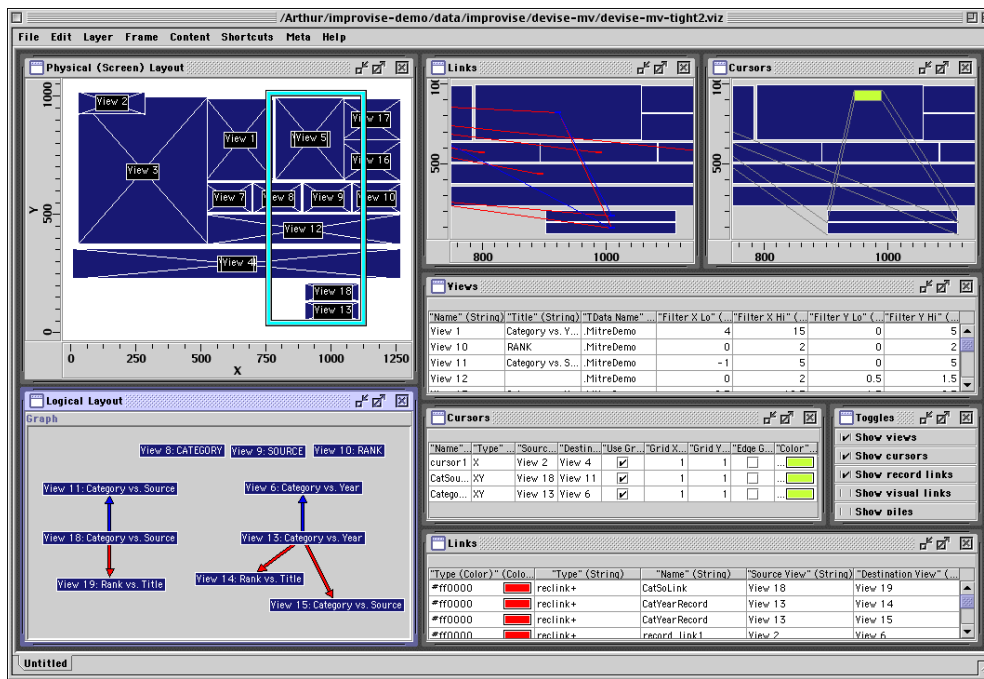 /Arthur/improvise-demo/data/improvise/devise-mv/devise-mv-tight2.viz
File Edit Layer Frame Content Shortcuts Meta Help
Physical (Screen) Layout
View 2
View 3
View 1
View 5
View 17
View 16
View 7
View 8
View 9
View 10
View 12
View 4
View 18
View 13
Y
0
500
1000
0 250 500 750 1000 1250
X
Links
500
800 1000
Cursors
500
800 1000
Views
"Name" (String) "Title" (String) "TData Name" ... "Filter X Lo" (... "Filter X Hi" (... "Filter Y Lo" (... "Filter Y Hi" (...
View 1 Category vs. Y... .MitreDemo 4 15 0 5
View 10 RANK .MitreDemo 0 2 0 2
View 11 Category vs. S... .MitreDemo -1 5 0 5
View 12 .MitreDemo 0 2 0.5 1.5
Logical Layout
Graph
View 8: CATEGORY View 9: SOURCE View 10: RANK
View 11: Category vs. Source View 6: Category vs. Year
View 18: Category vs. Source View 13: Category vs. Year
View 19: Rank vs. Title View 14: Rank vs. Title
View 15: Category vs. Source
Cursors
"Name"... "Type" "Sourc... "Destin... "Use Gr... "Grid X... "Grid Y... "Edge G... "Color"...
cursor1 X View 2 View 4 1 1 ...
CatSou... XY View 18 View 11 1 1 ...
Catego... XY View 13 View 6 1 1 ...
Toggles
Show views
Show cursors
Show record links
Show visual links
Show piles
Links
"Type (Color)" (Colo... "Type" (String) "Name" (String) "Source View" (String) "Destination View" (...
#ff0000 reclink+ CatSoLink View 18 View 19
#ff0000 reclink+ CatYearRecord View 13 View 14
#ff0000 reclink+ CatYearRecord View 13 View 15
#ff0000 reclink+ record link1 View 2 View 6
Untitled